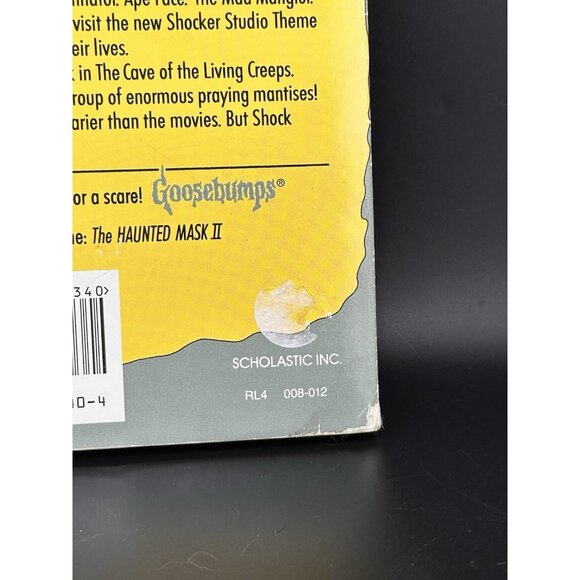 Ape Face. The Mad Mangler.
visit the new Shocker Studio Theme
eir lives.
in The Cave of the Living Creeps.
roup of enormous praying mantises!
arier than the movies. But Shock
or a scare! Goosebumps®
ne: The HAUNTED MASK II
340>
0-4
SCHOLASTIC INC.
RL4 008-012